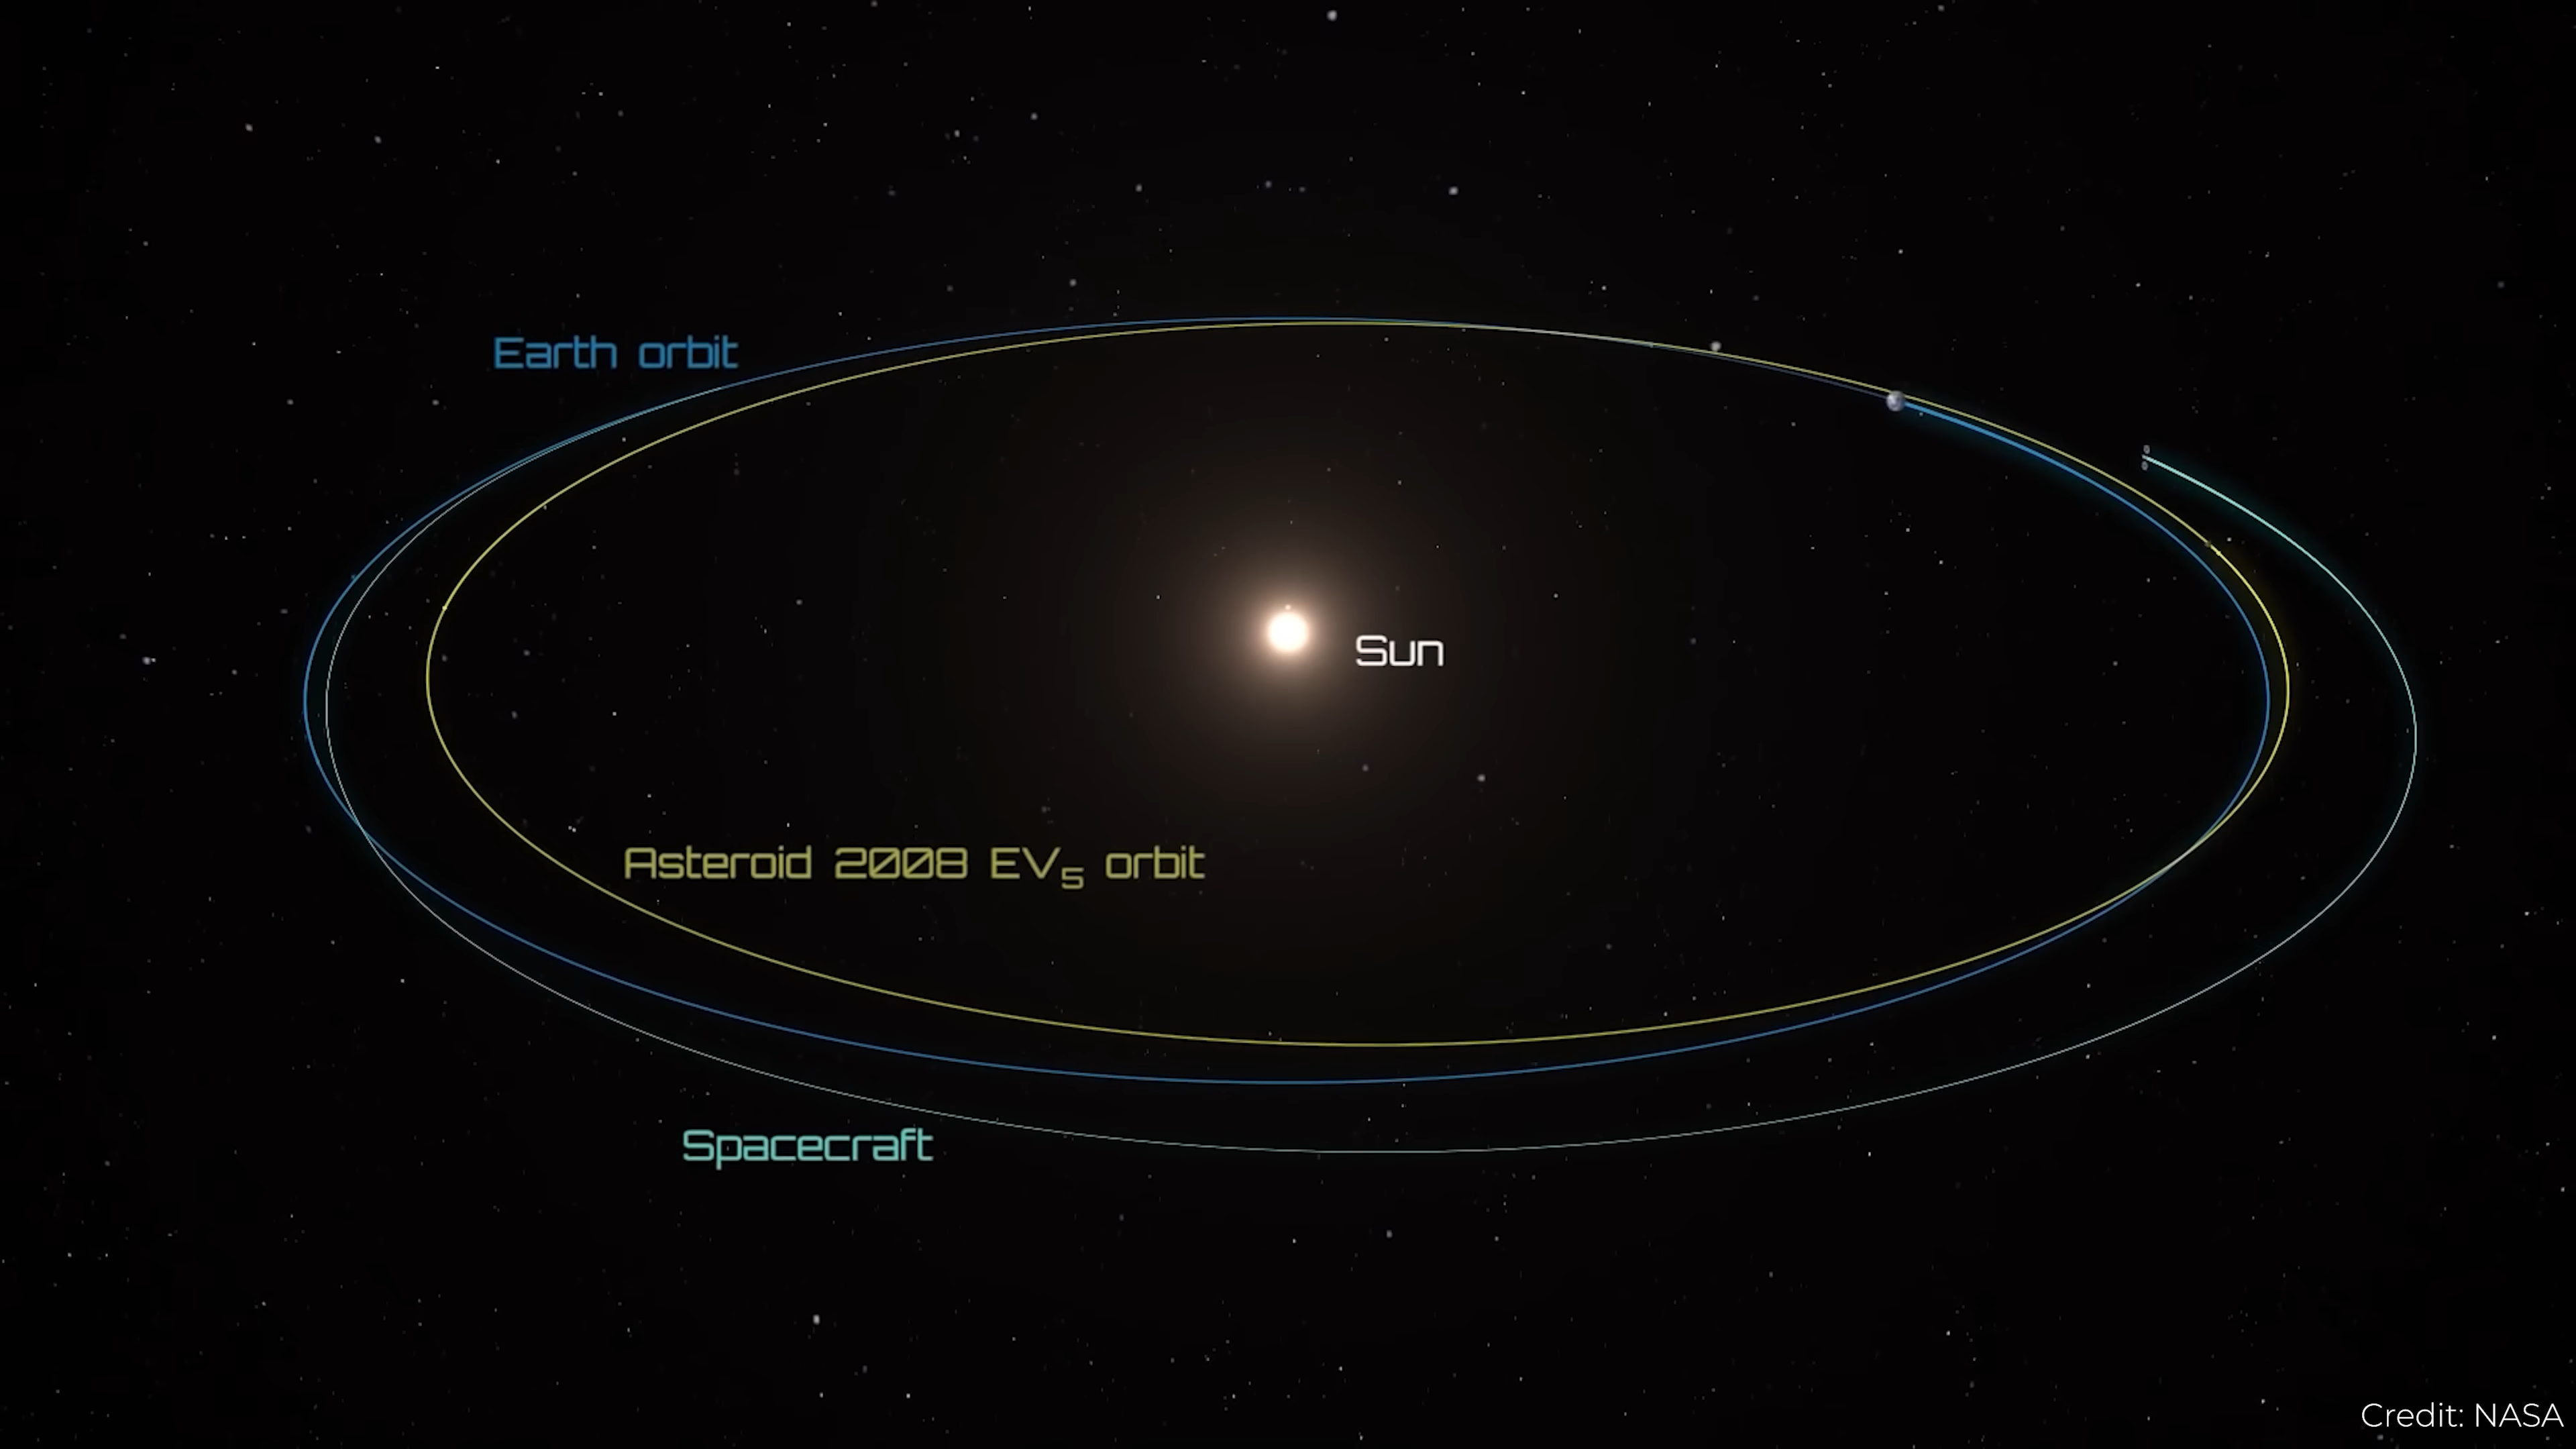 Earth orbit
Sun
Asteroid 2008 EV₅ orbit
Spacecraft
Credit: NASA